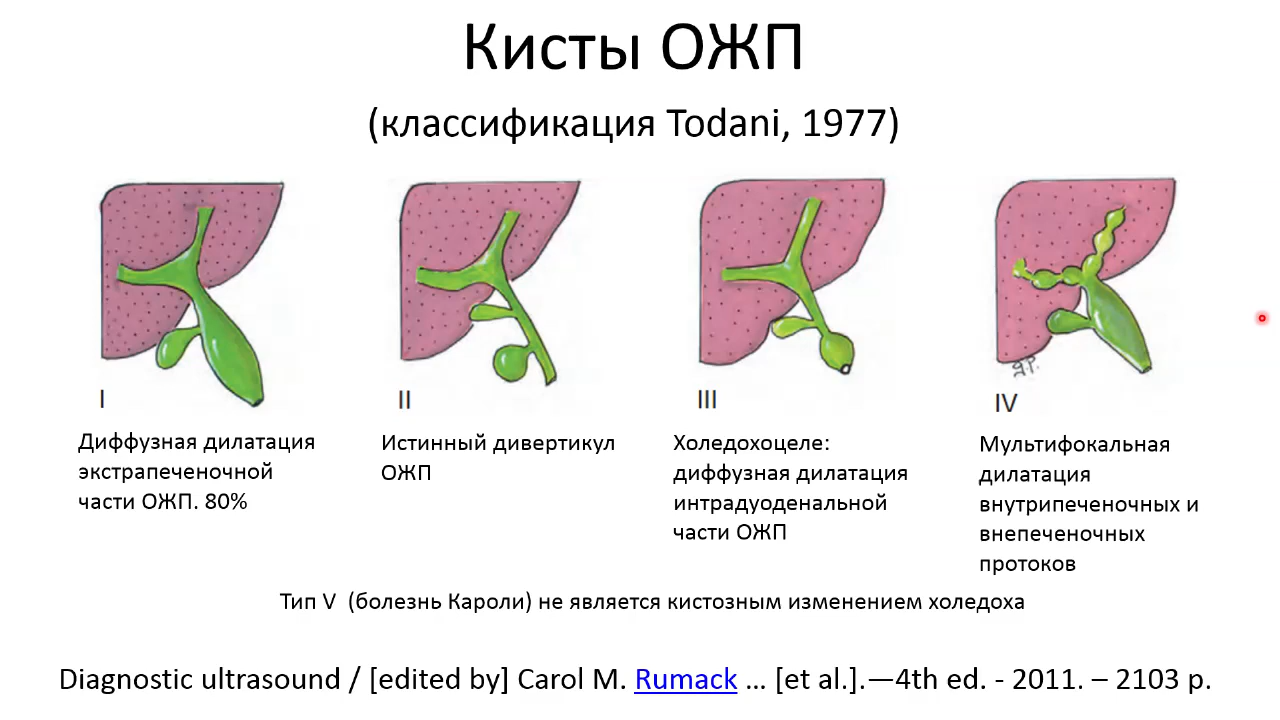 Кисты ОЖП
(классификация Todani, 1977)
I
Диффузная дилатация
экстрапеченочной
части ОЖП. 80%
II
Истинный дивертикул
ОЖП
III
Холедохоцеле:
диффузная дилатация
интрадуоденальной
части ОЖП
IV
Мультифокальная
дилатация
внутрипеченочных и
внепеченочных
протоков
Тип V (болезнь Кароли) не является кистозным изменением холедоха
Diagnostic ultrasound / [edited by] Carol M. Rumack ... [et al.].—4th ed. - 2011. – 2103 p.